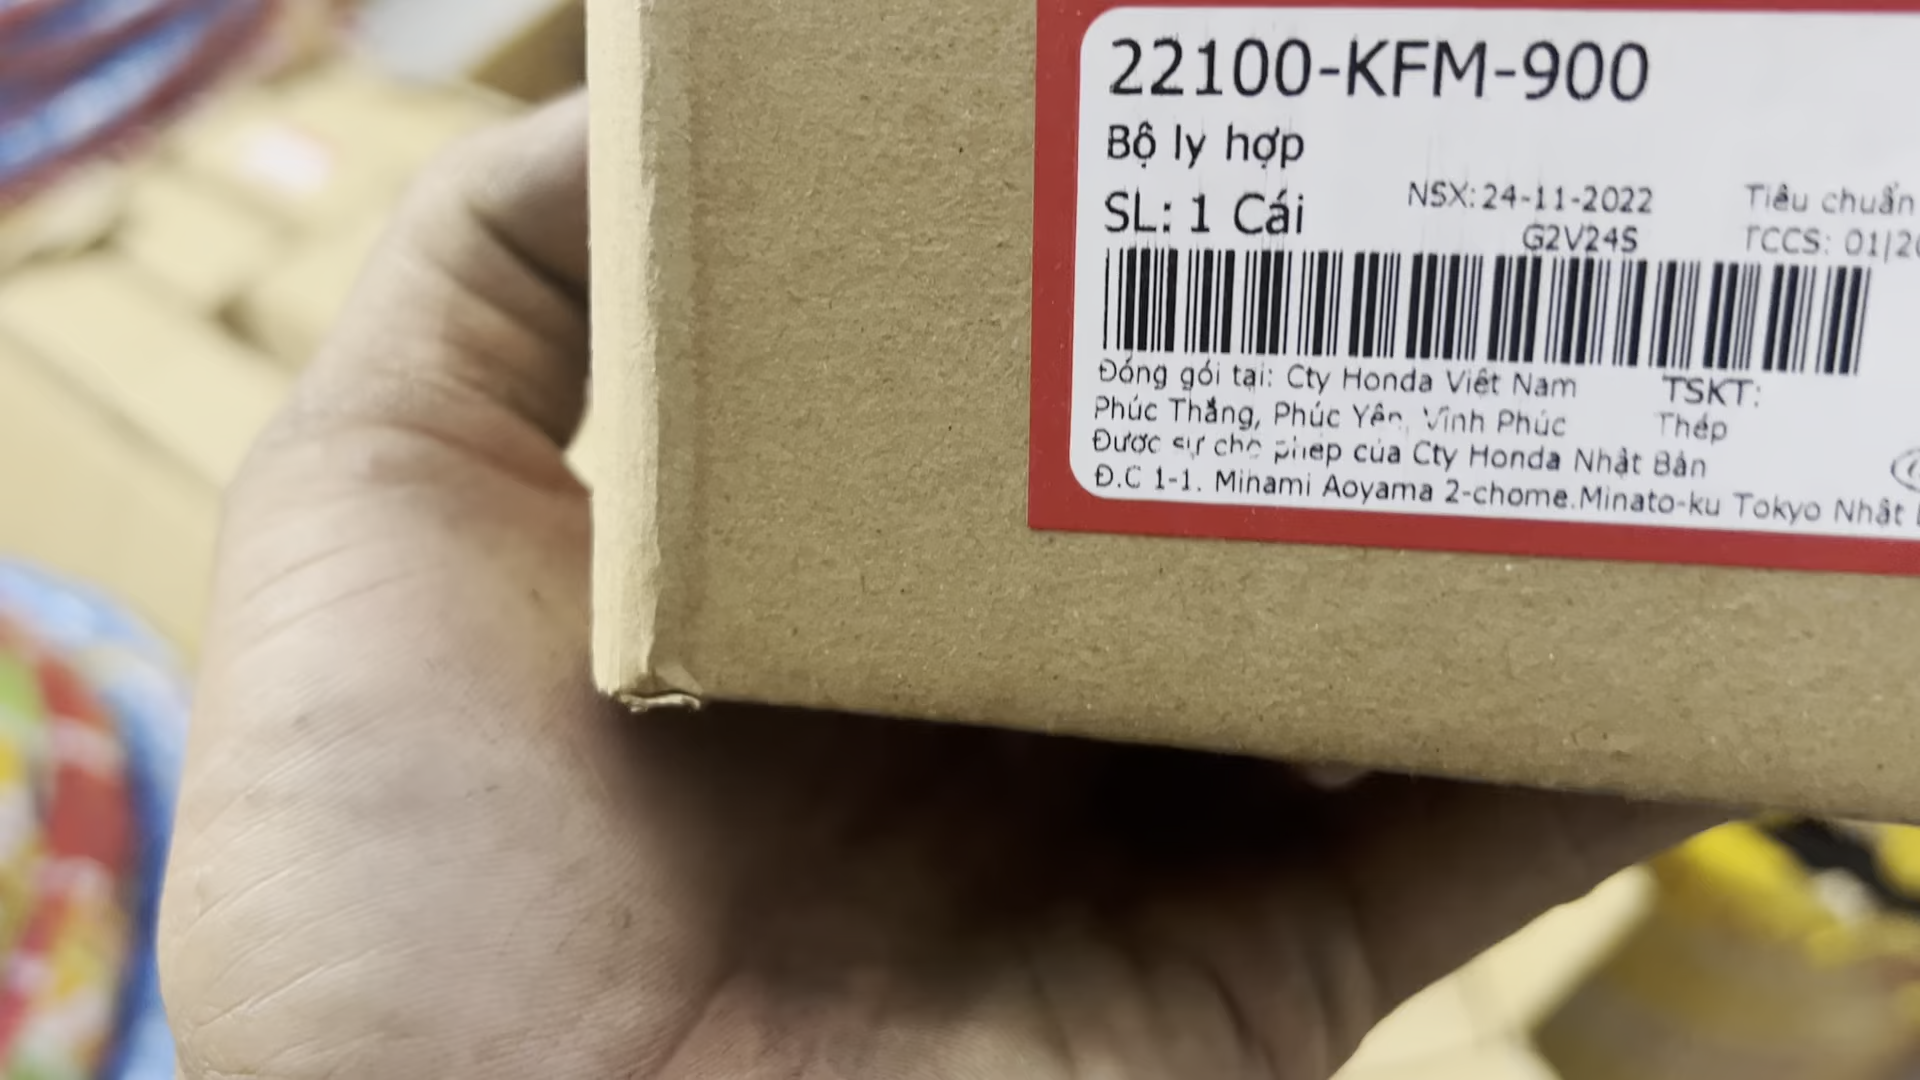 22100-KFM-900
Bộ ly hợp
SL: 1 Cái
NSX: 24-11-2022
G2V24S
Tiêu chuẩn
TCCS: 01/20
Đóng gói tại: Cty Honda Việt Nam
TSKT:
Phúc Thắng, Phúc Yên, Vĩnh Phúc
Thép
Được sự cho phép của Cty Honda Nhật Bản
Đ.C 1-1. Minami Aoyama 2-chome.Minato-ku Tokyo Nhật